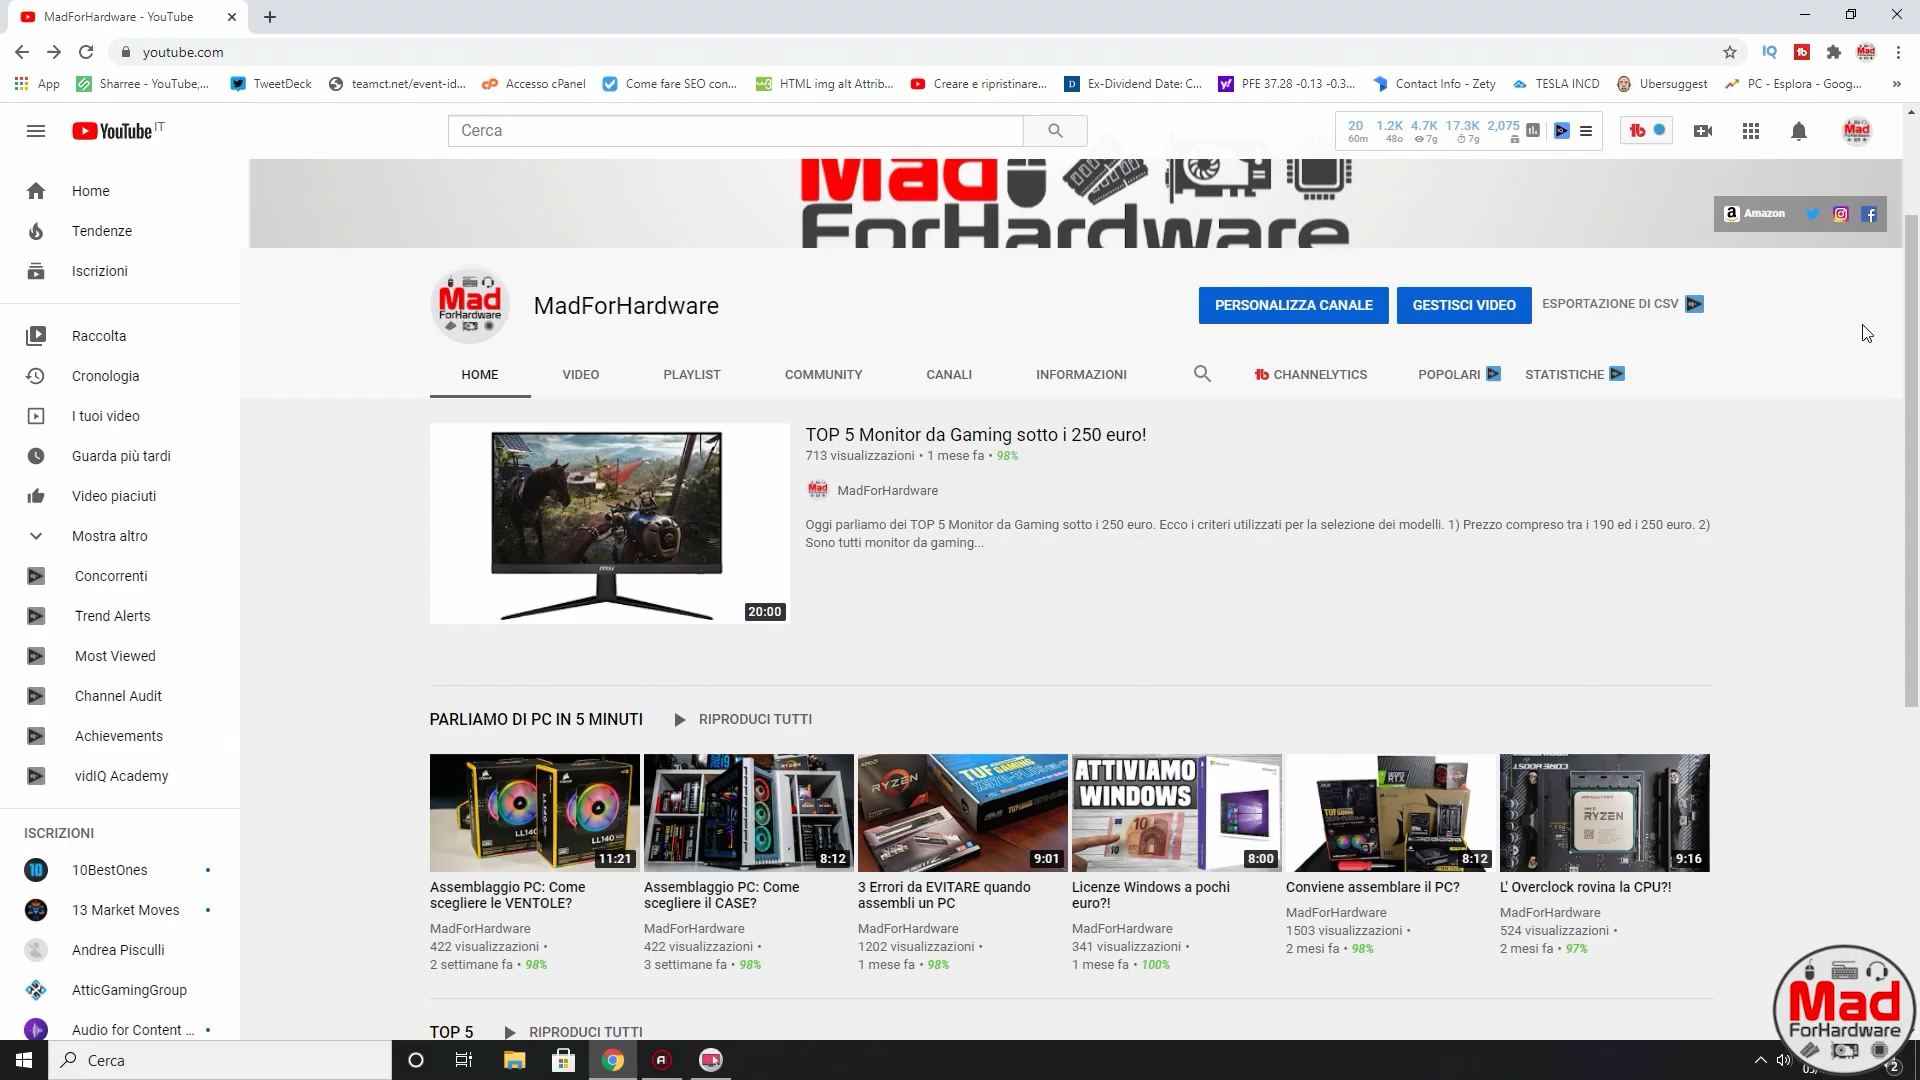 MadForHardware - YouTube
youtube.com
App
Sharree - YouTube,...
TweetDeck
teamct.net/event-id...
Accesso cPanel
Come fare SEO con...
HTML img alt Attrib...
Creare e ripristinare...
Ex-Dividend Date: C...
PFE 37.28 -0.13 -0.3...
Contact Info - Zety
TESLA INCD
Ubersuggest
PC - Esplora - Goog...
YouTube IT
Cerca
20 1.2K 4.7K 17.3K 2,075
60m 48o 7g 7g
Home
Tendenze
Iscrizioni
Raccolta
Cronologia
I tuoi video
Guarda più tardi
Video piaciuti
Mostra altro
Concorrenti
Trend Alerts
Most Viewed
Channel Audit
Achievements
vidIQ Academy
ISCRIZIONI
10BestOnes
13 Market Moves
Andrea Pisculli
AtticGamingGroup
Audio for Content ...
Mad
ForHardware
Amazon
Mad
ForHardware
MadForHardware
PERSONALIZZA CANALE
GESTISCI VIDEO
ESPORTAZIONE DI CSV
HOME
VIDEO
PLAYLIST
COMMUNITY
CANALI
INFORMAZIONI
CHANNELYTICS
POPOLARI
STATISTICHE
msi
20:00
TOP 5 Monitor da Gaming sotto i 250 euro!
713 visualizzazioni • 1 mese fa • 98%
MadForHardware
Oggi parliamo dei TOP 5 Monitor da Gaming sotto i 250 euro. Ecco i criteri utilizzati per la selezione dei modelli. 1) Prezzo compreso tra i 190 ed i 250 euro. 2)
Sono tutti monitor da gaming...
PARLIAMO DI PC IN 5 MINUTI
RIPRODUCI TUTTI
LL140
LL140
11:21
Assemblaggio PC: Come
scegliere le VENTOLE?
MadForHardware
422 visualizzazioni •
2 settimane fa • 98%
8:12
Assemblaggio PC: Come
scegliere il CASE?
MadForHardware
422 visualizzazioni •
3 settimane fa • 98%
RYZEN
TUF GAMING
9:01
3 Errori da EVITARE quando
assembli un PC
MadForHardware
1202 visualizzazioni •
1 mese fa • 98%
ATTIVIAMO
WINDOWS
10
8:00
Licenze Windows a pochi
euro?!
MadForHardware
341 visualizzazioni •
1 mese fa • 100%
RTX
8:12
Conviene assemblare il PC?
MadForHardware
1503 visualizzazioni •
2 mesi fa • 98%
RYZEN
9:16
L' Overclock rovina la CPU?!
MadForHardware
524 visualizzazioni •
2 mesi fa • 97%
TOP 5
RIPRODUCI TUTTI
Mad
ForHardware
Cerca
2